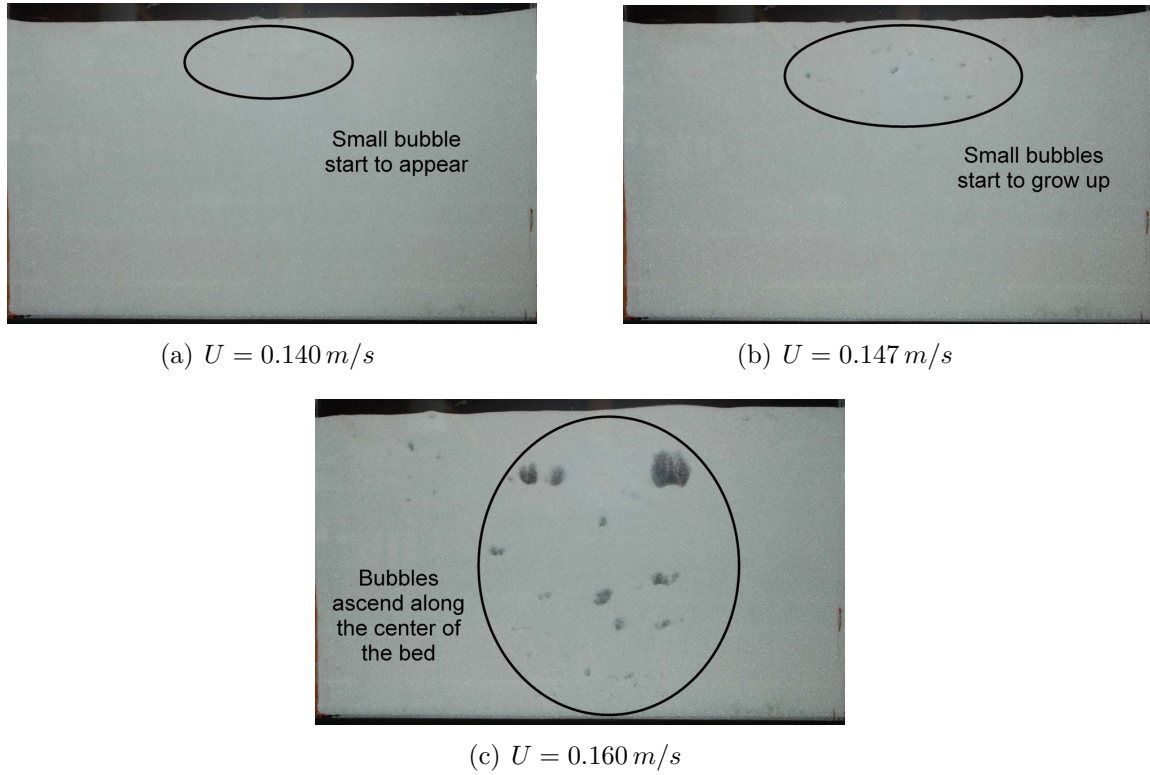 Small bubble
start to appear
Small bubbles
start to grow up
(a) U = 0.140 m/s
(b) U = 0.147 m/s
Bubbles
ascend along
the center of
the bed
(c) U = 0.160 m/s